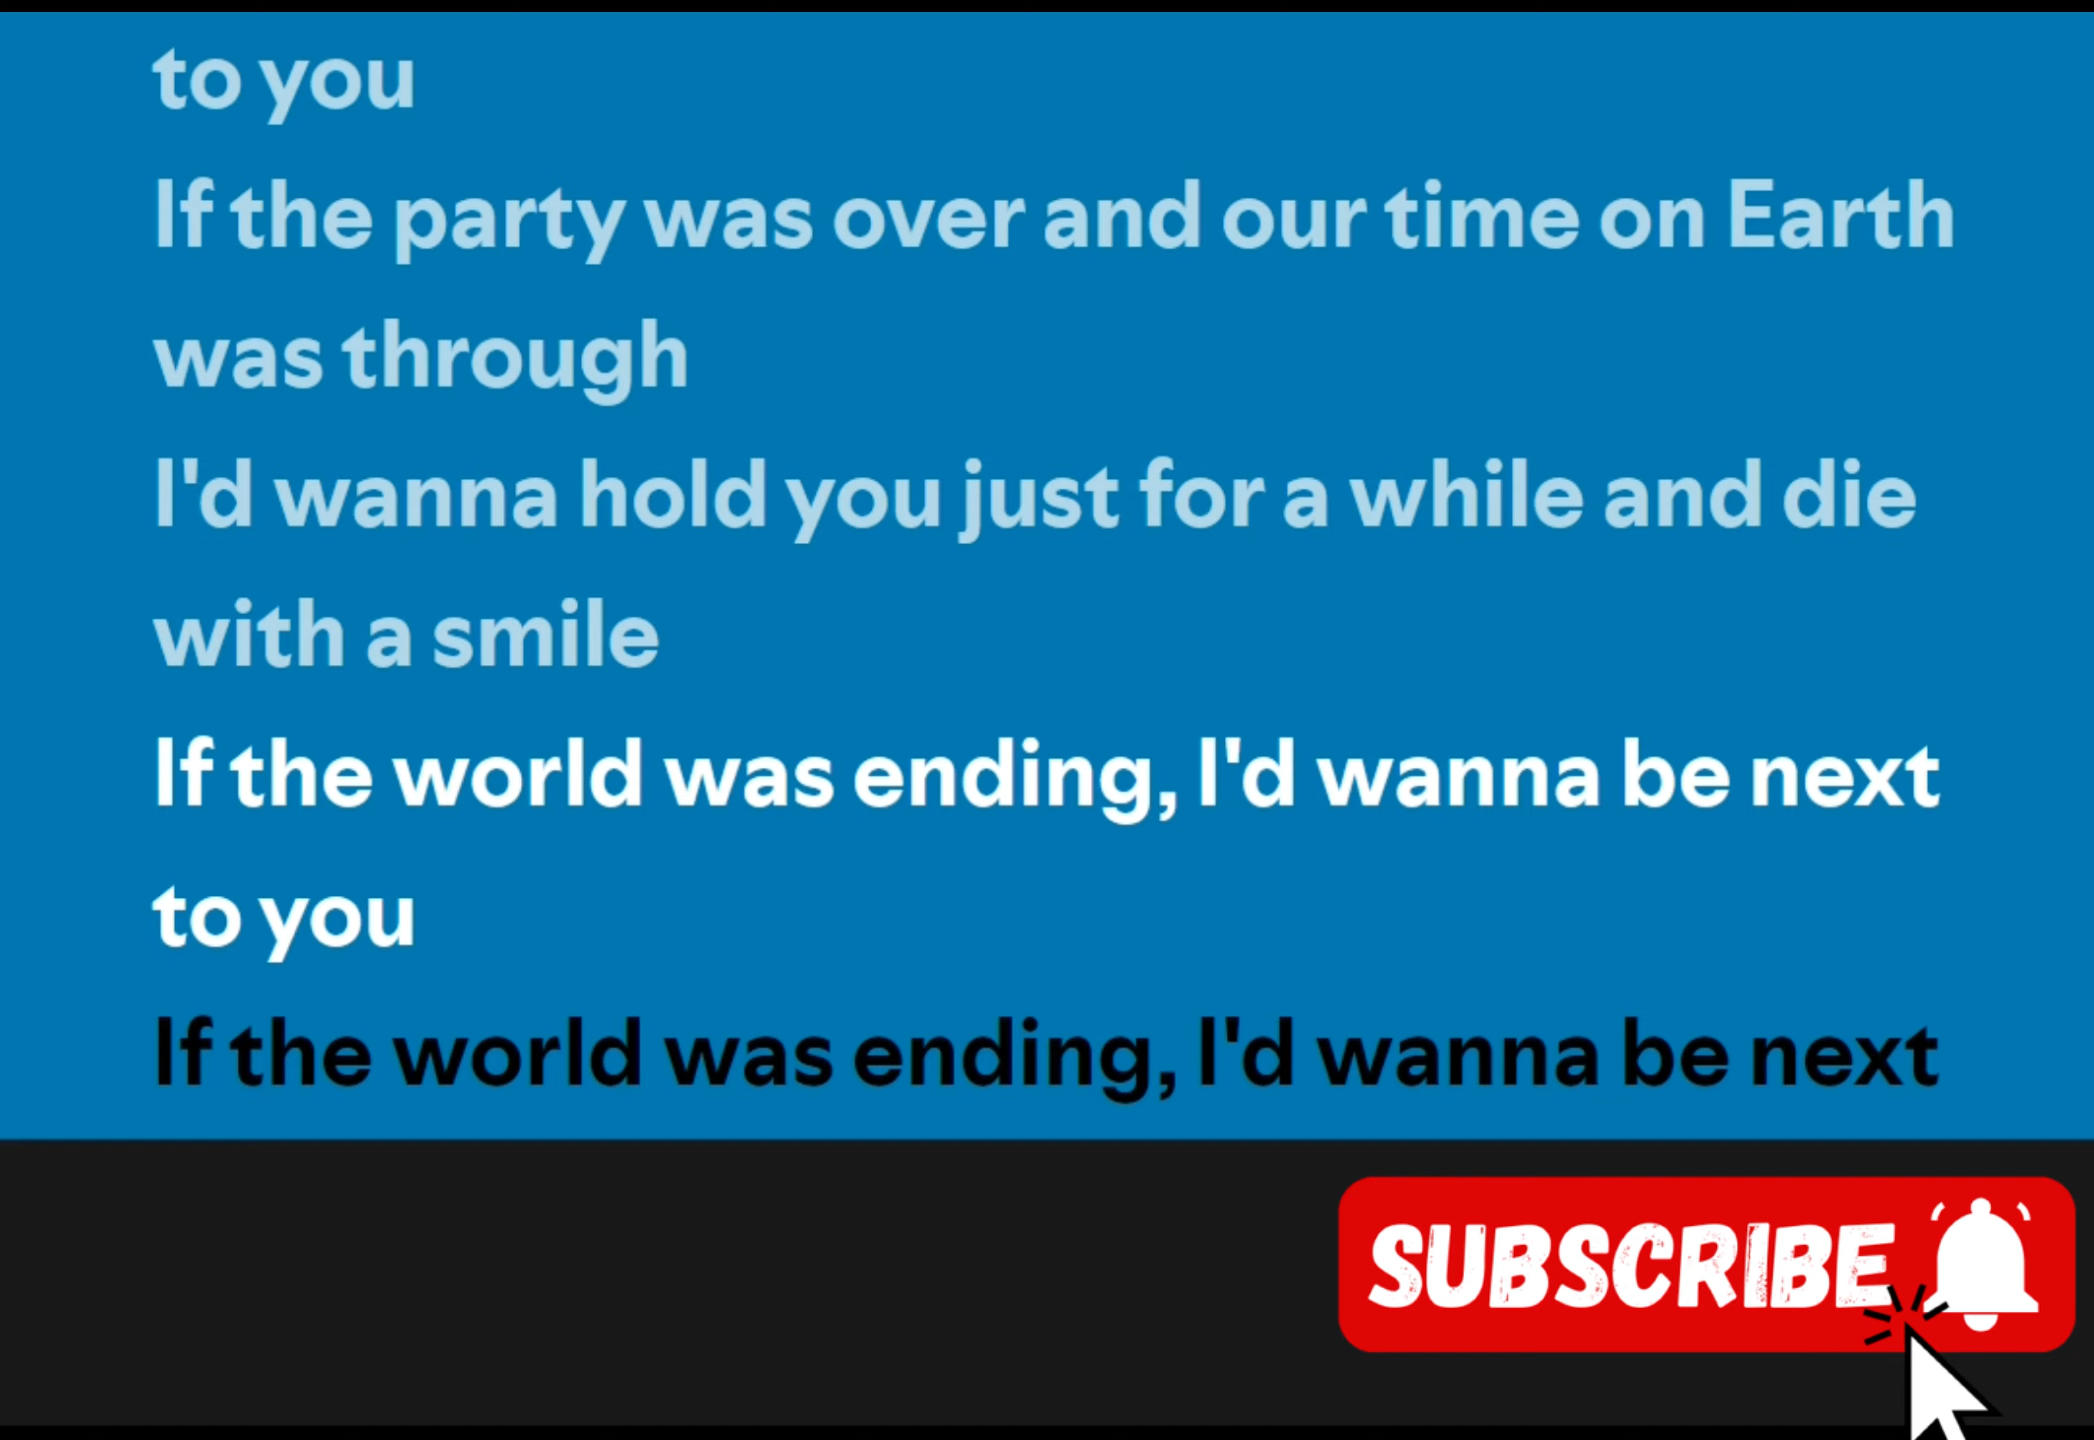 to you
If the party was over and our time on Earth
was through
I'd wanna hold you just for a while and die
with a smile
If the world was ending, I'd wanna be next
to you
If the world was ending, I'd wanna be next
SUBSCRIBE